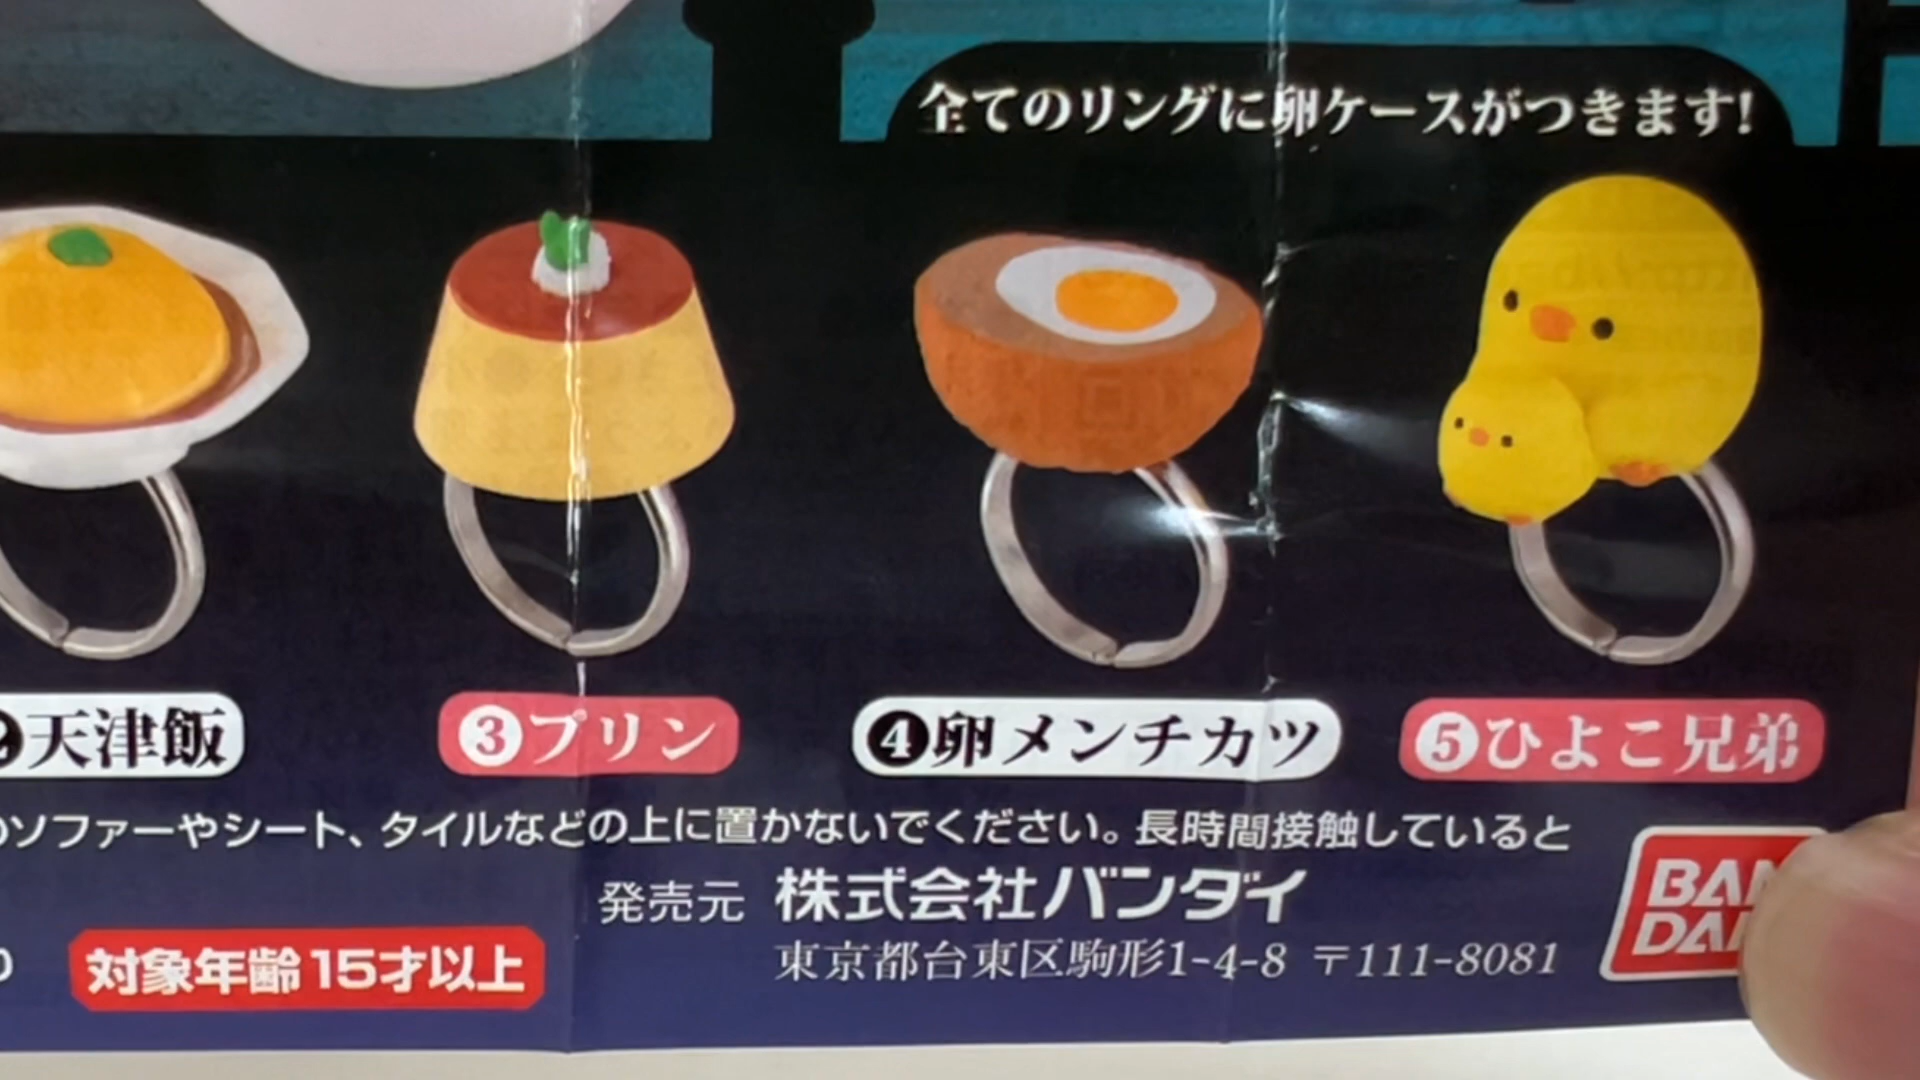 全てのリングに卵ケースがつきます!
❷天津飯
❸プリン
❹卵メンチカツ
❺ひよこ兄弟
のソファーやシート、タイルなどの上に置かないでください。長時間接触していると
発売元 株式会社バンダイ
東京都台東区駒形1-4-8 〒111-8081
対象年齢15才以上